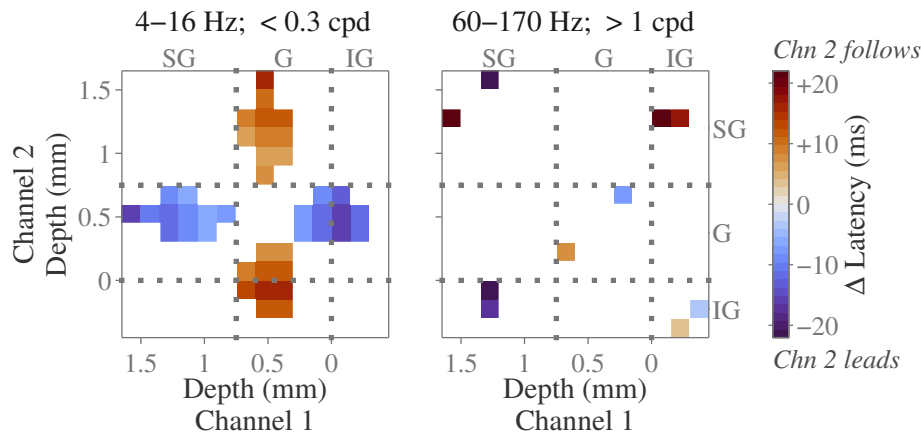 4–16 Hz; < 0.3 cpd
60–170 Hz; > 1 cpd
SG G IG
SG G IG
Chn 2 follows
Channel 2
Depth (mm)
1.5
1
0.5
0
SG
G
IG
+20
+10
0
−10
−20
Δ Latency (ms)
Chn 2 leads
1.5 1 0.5 0
1.5 1 0.5 0
Depth (mm)
Channel 1
Depth (mm)
Channel 1